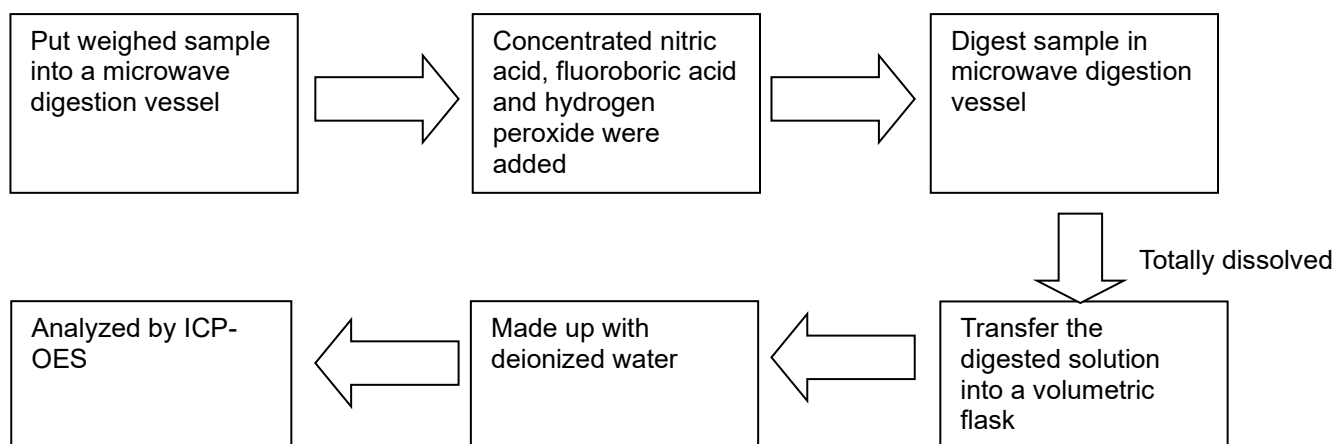 Put weighed sample
into a microwave
digestion vessel
Concentrated nitric
acid, fluoroboric acid
and hydrogen
peroxide were
added
Digest sample in
microwave digestion
vessel
Totally dissolved
Transfer the
digested solution
into a volumetric
flask
Made up with
deionized water
Analyzed by ICP-
OES